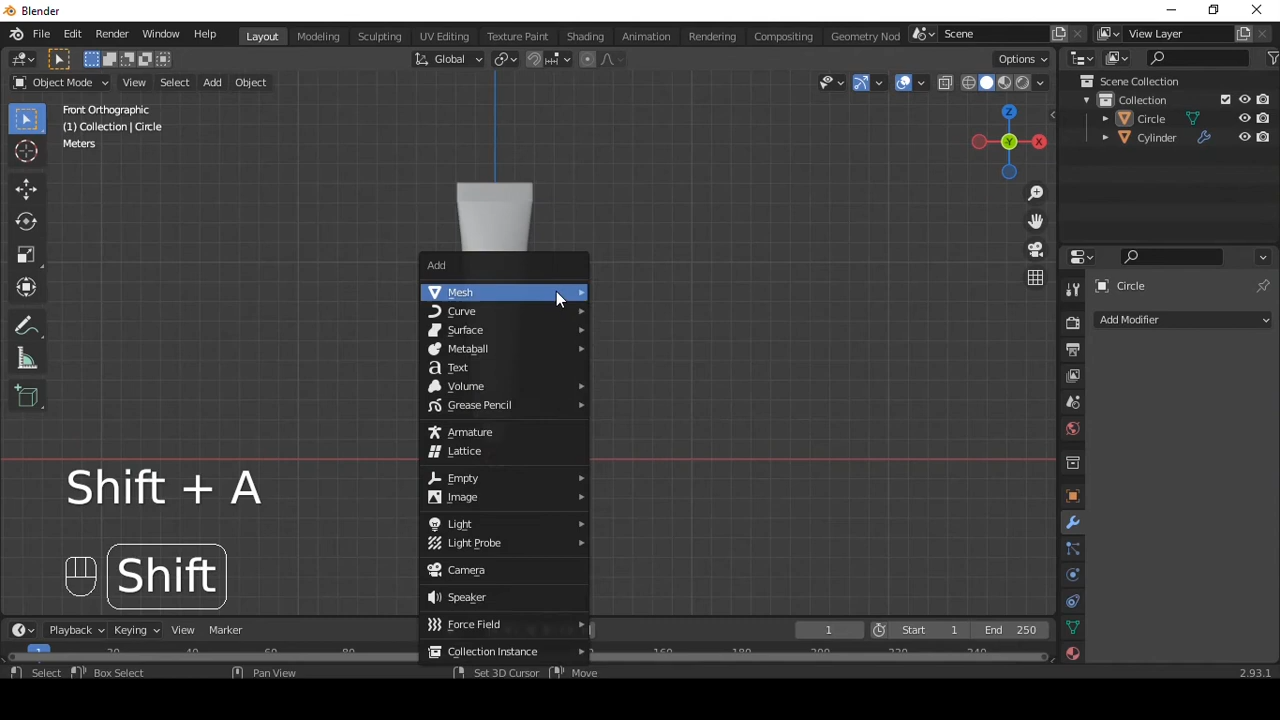 Blender
File Edit Render Window Help
Layout Modeling Sculpting UV Editing Texture Paint Shading Animation Rendering Compositing Geometry Nod
Scene
View Layer
Global
Options
Object Mode View Select Add Object
Front Orthographic
(1) Collection | Circle
Meters
Z
X
Y
Scene Collection
Collection
Circle
Cylinder
Circle
Add Modifier
Add
Mesh
Curve
Surface
Metaball
Text
Volume
Grease Pencil
Armature
Lattice
Empty
Image
Light
Light Probe
Camera
Speaker
Force Field
Collection Instance
Shift + A
Shift
Playback Keying View Marker
1 Start 1 End 250
Select Box Select Pan View Set 3D Cursor Move 2.93.1